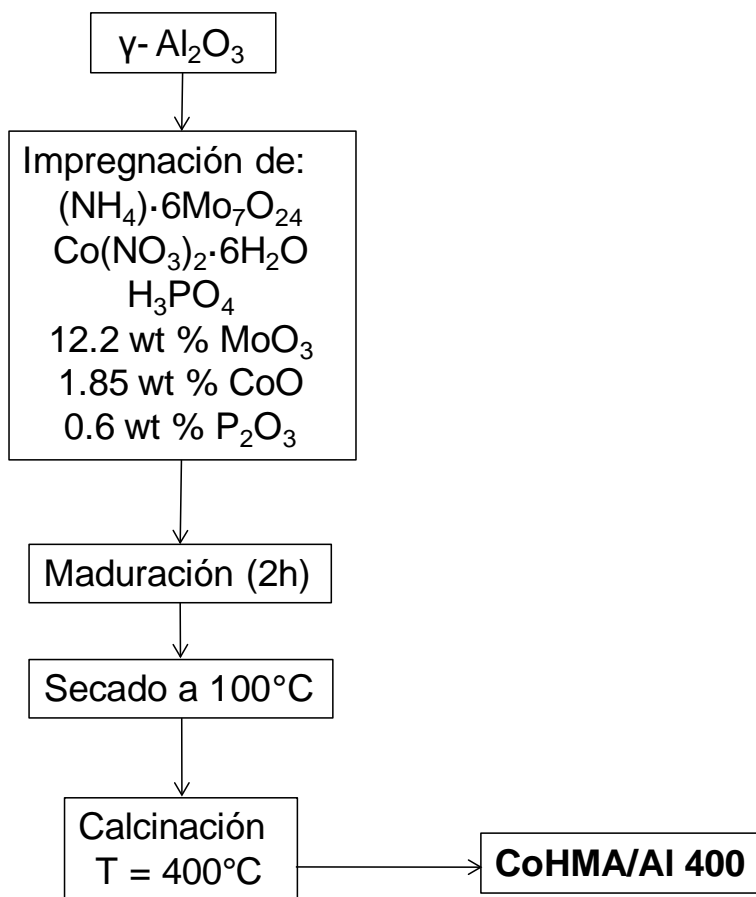 γ- Al₂O₃
Impregnación de:
(NH₄)·6Mo₇O₂₄
Co(NO₃)₂·6H₂O
H₃PO₄
12.2 wt % MoO₃
1.85 wt % CoO
0.6 wt % P₂O₃
Maduración (2h)
Secado a 100°C
Calcinación
T = 400°C
CoHMA/Al 400